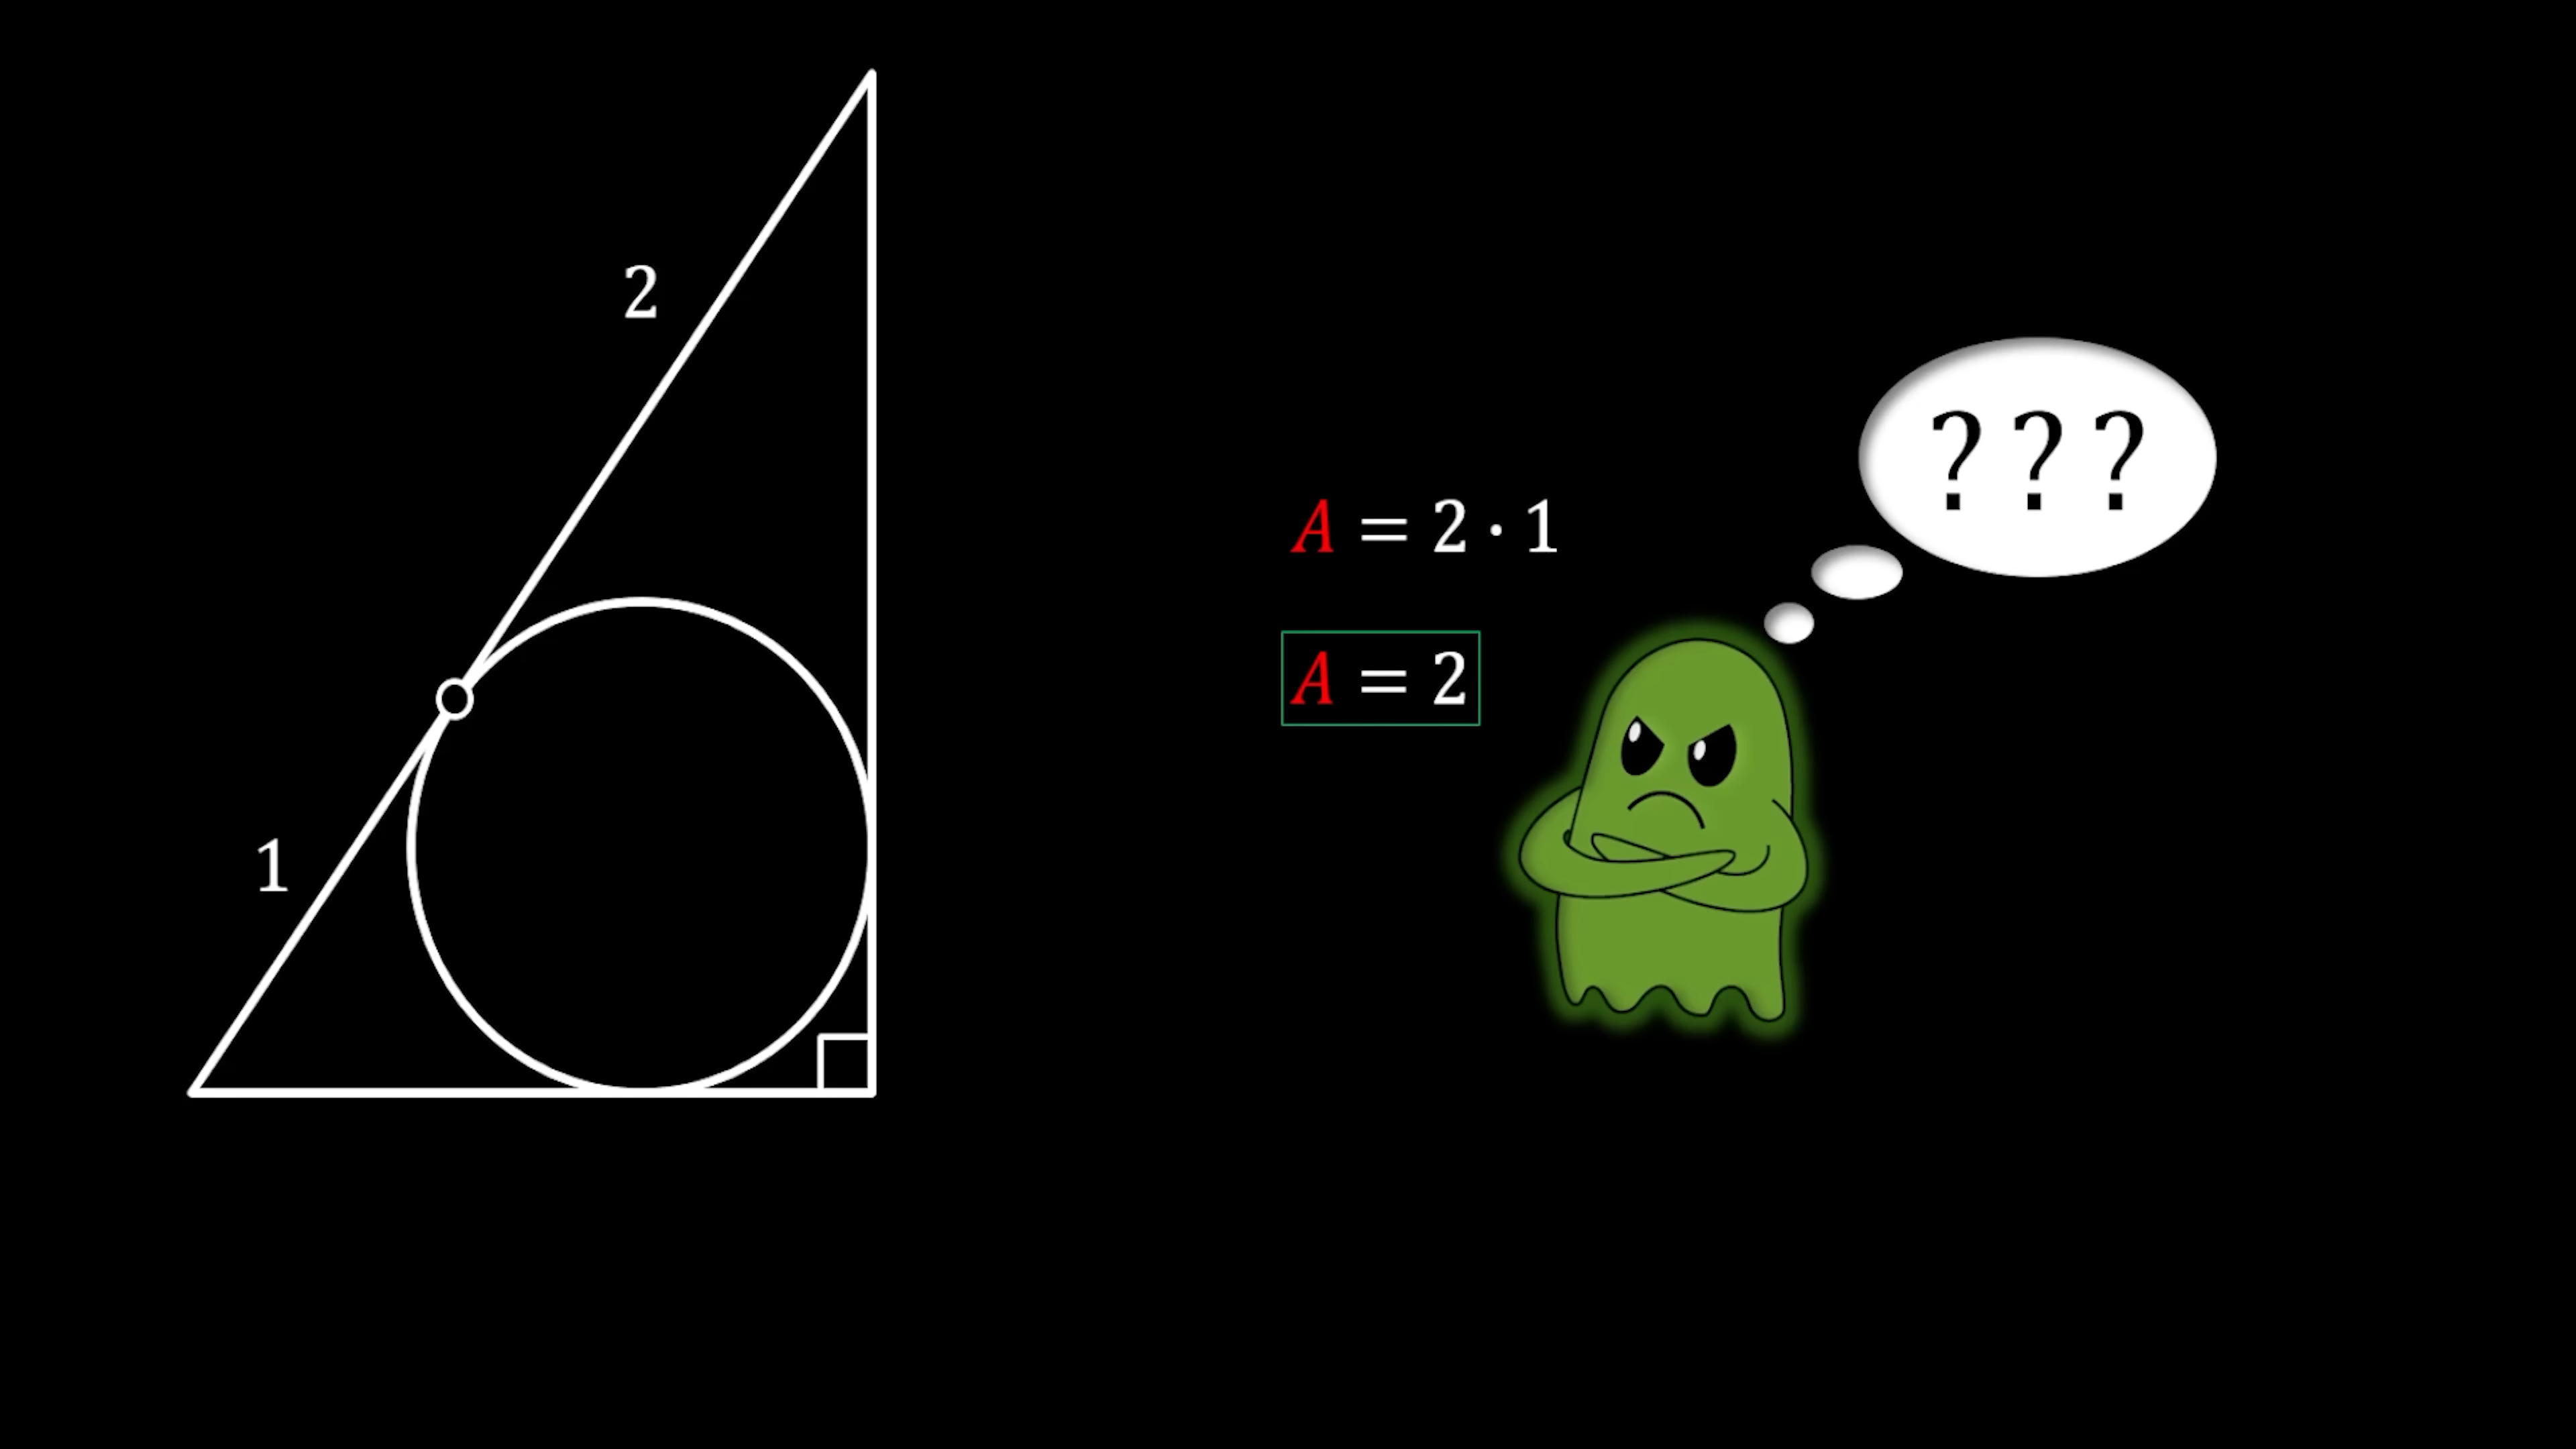 2
1
A = 2 · 1
A = 2
? ? ?